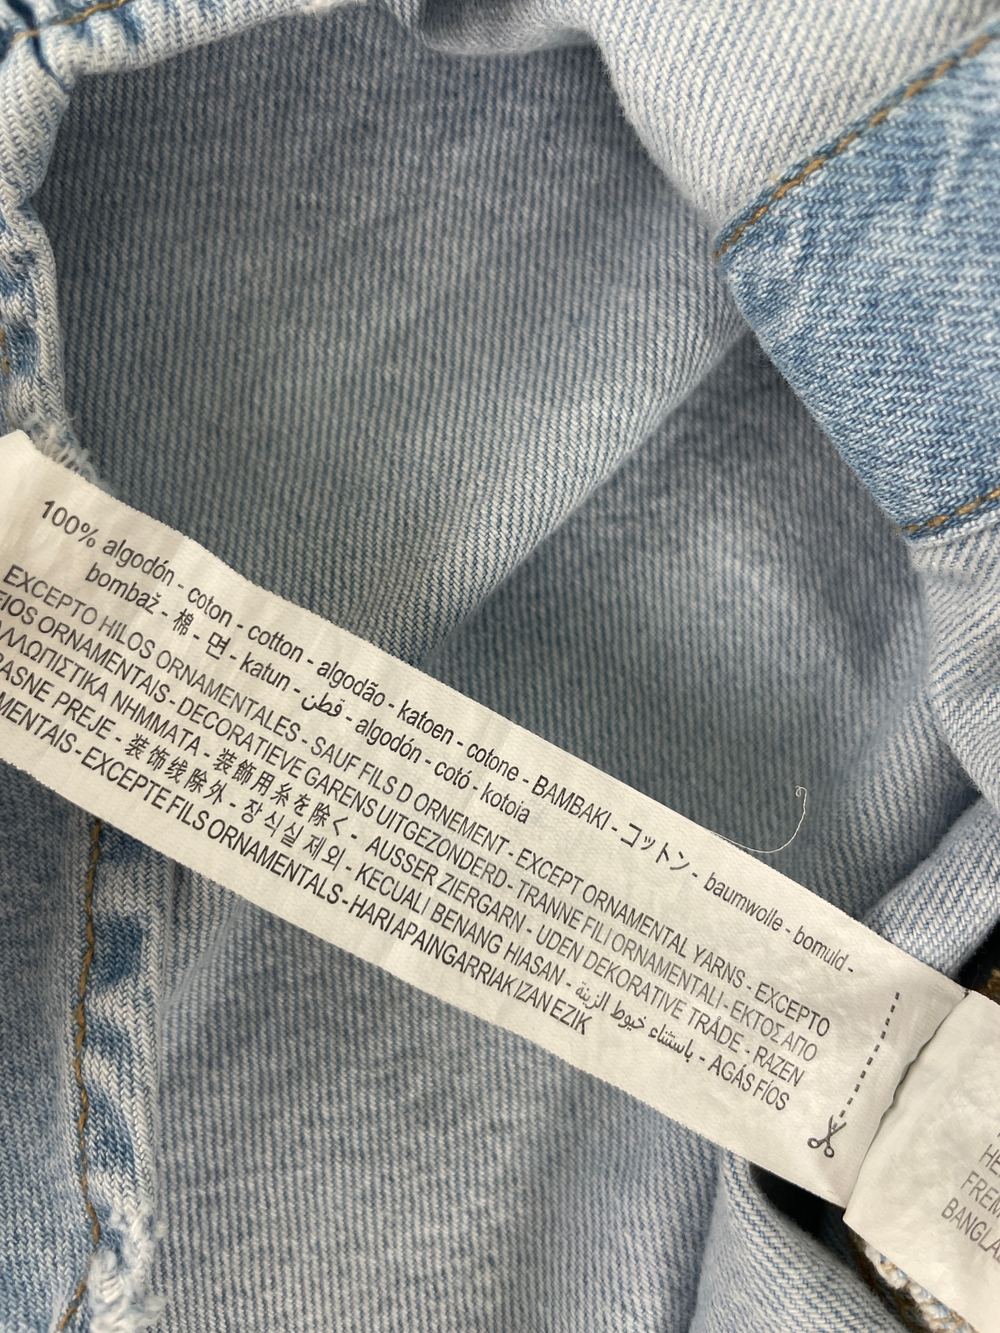 100% algodón - coton - cotton - algodão - katoen - cotone - BAMBAKI - コットン - baumwolle - bomuld -
bombaž - 棉 - 면 - katun - قطن - algodón - cotó - kotoia
EXCEPTO HILOS ORNAMENTALES - SAUF FILS D ORNEMENT - EXCEPT ORNAMENTAL YARNS - EXCEPTO
FIOS ORNAMENTAIS - DECORATIEVE GARENS UITGEZONDERD - TRANNE FILI ORNAMENTALI - ΕΚΤΟΣ ΑΠΟ
ΝΗΜΜΑΤΑ - 装飾用糸を除く - AUSSER ZIERGARN - UDEN DEKORATIVE TRÅDE - RAZEN
PREJE - 装饰线除外 - 장식실 제외 - KECUALI BENANG HIASAN - باستثناء خيوط الزينة - AGÁS FÍOS
EXCEPTE FILS ORNAMENTALS - HARI APAINGARRIAK IZAN EZIK